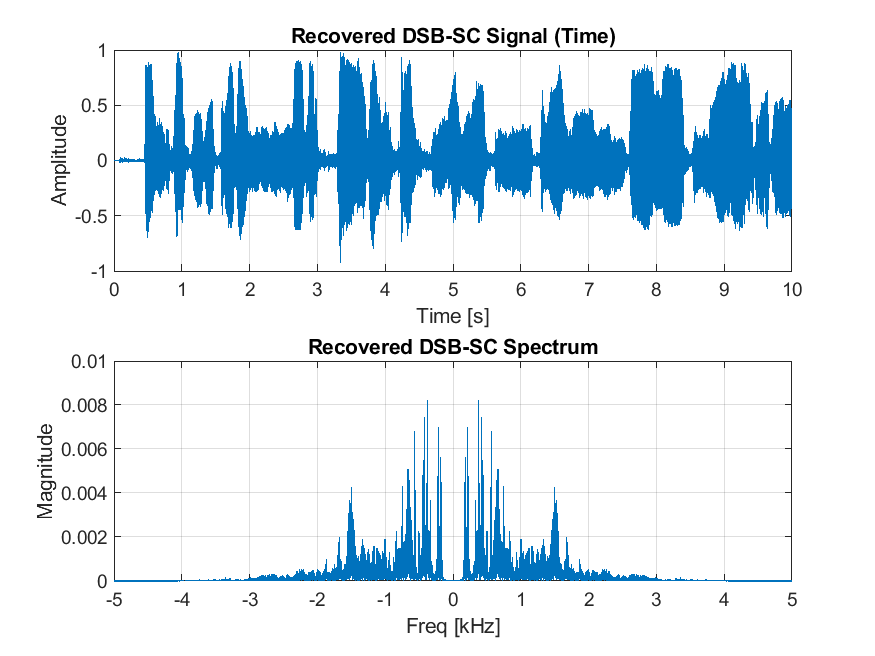 Recovered DSB-SC Signal (Time)
1
0.5
0
-0.5
-1
Amplitude
0 1 2 3 4 5 6 7 8 9 10
Time [s]
Recovered DSB-SC Spectrum
0.01
0.008
0.006
0.004
0.002
0
Magnitude
-5 -4 -3 -2 -1 0 1 2 3 4 5
Freq [kHz]